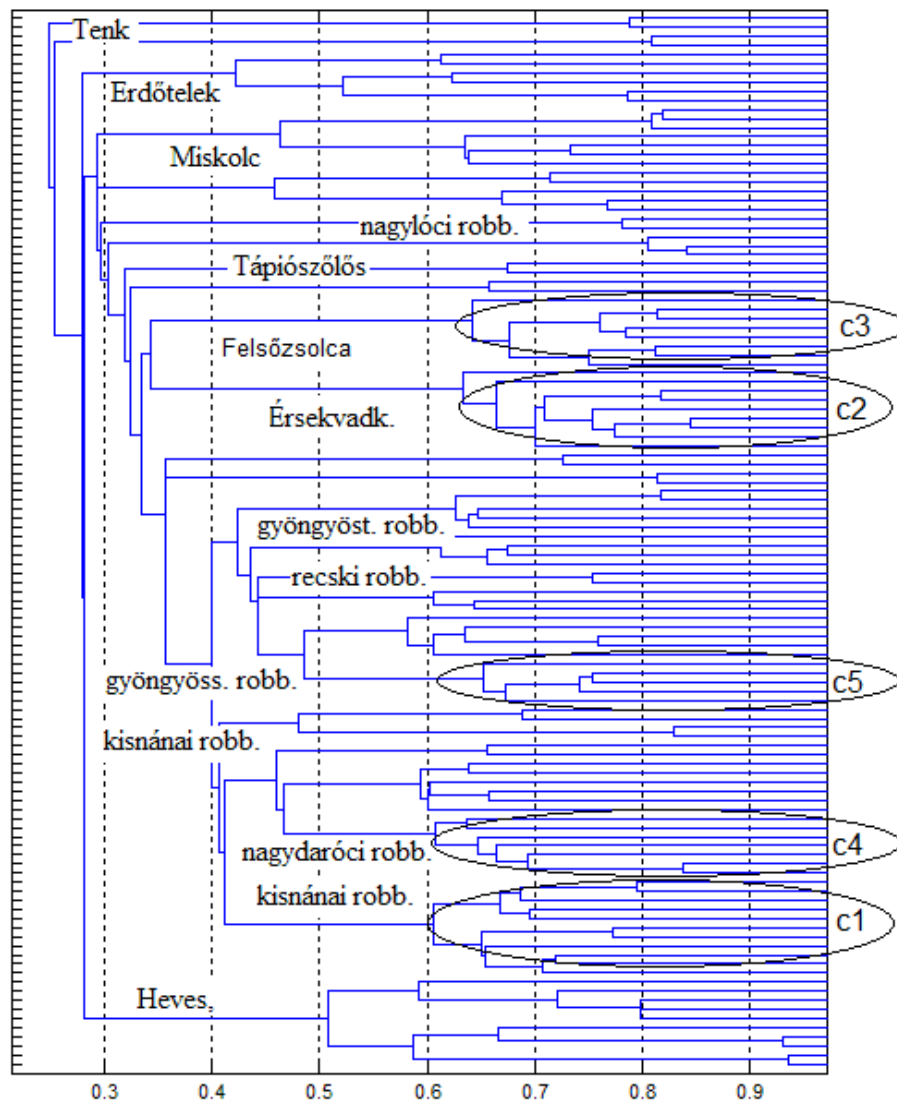 Tenk
Erdőtelek
Miskolc
nagylóci robb.
Tápiószőlős
c3
Felsőzsolca
c2
Érsekvadk.
gyöngyöst. robb.
recski robb.
gyöngyöss. robb.
c5
kisnánai robb.
nagydaróci robb.
c4
kisnánai robb.
c1
Heves,
0.3 0.4 0.5 0.6 0.7 0.8 0.9